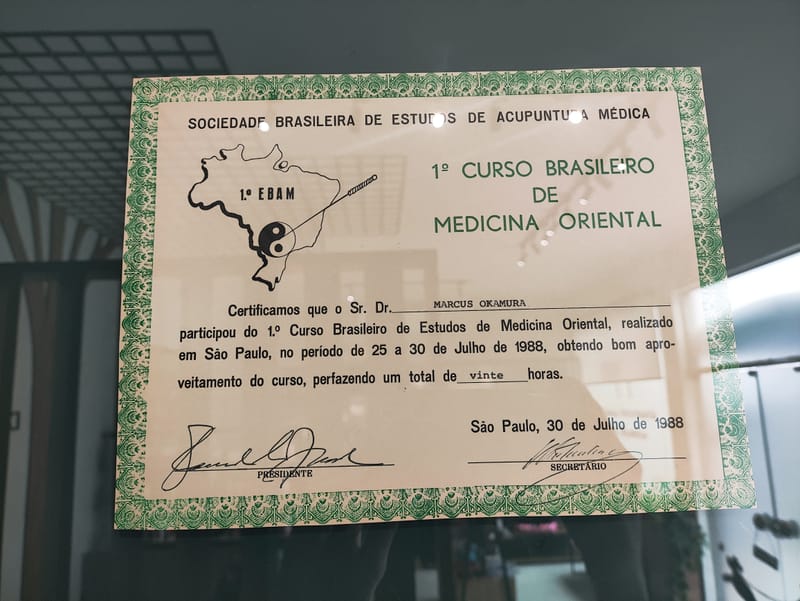 SOCIEDADE BRASILEIRA DE ESTUDOS DE ACUPUNTURA MÉDICA
1.º EBAM
1º CURSO BRASILEIRO
DE
MEDICINA ORIENTAL
Certificamos que o Sr. Dr. MARCUS OKAMURA
participou do 1.º Curso Brasileiro de Estudos de Medicina Oriental, realizado
em São Paulo, no período de 25 a 30 de Julho de 1988, obtendo bom apro-
veitamento do curso, perfazendo um total de vinte horas.
São Paulo, 30 de Julho de 1988
PRESIDENTE
SECRETÁRIO